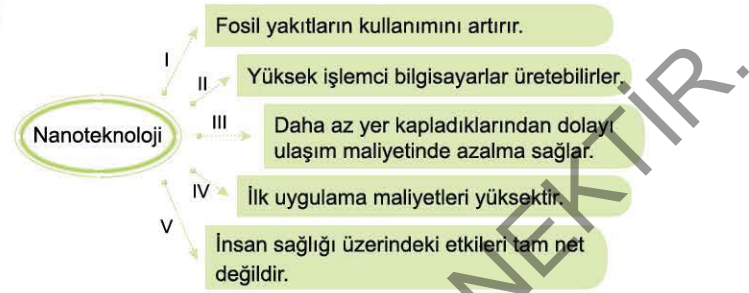 I
Fosil yakıtların kullanımını artırır.
II
Yüksek işlemci bilgisayarlar üretebilirler.
Nanoteknoloji
III
Daha az yer kapladıklarından dolayı
ulaşım maliyetinde azalma sağlar.
IV
İlk uygulama maliyetleri yüksektir.
V
İnsan sağlığı üzerindeki etkileri tam net
değildir.
NEKTİR.